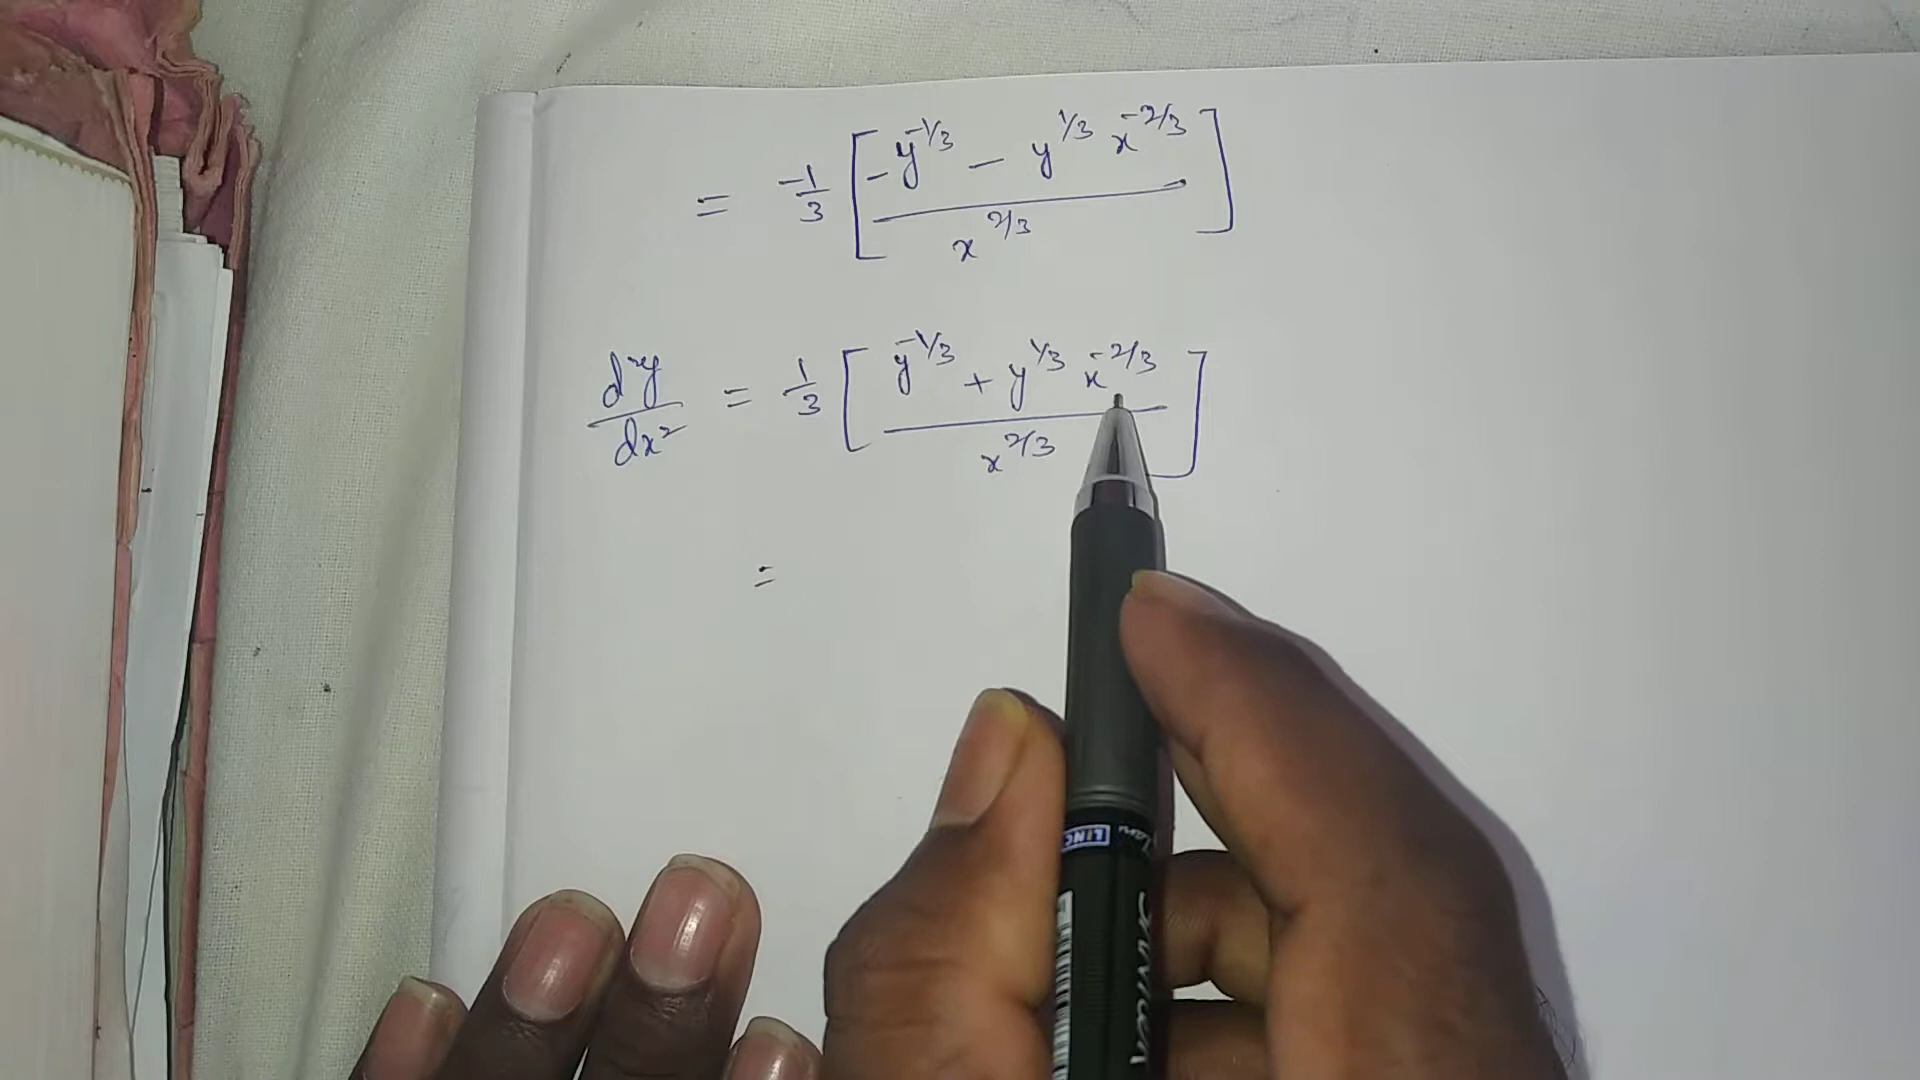 = -1/3 [ (-y^{-1/3} - y^{1/3} x^{-2/3}) / x^{2/3} ]
d²y/dx² = 1/3 [ (y^{-1/3} + y^{1/3} x^{-2/3}) / x^{2/3} ]
=
LINC